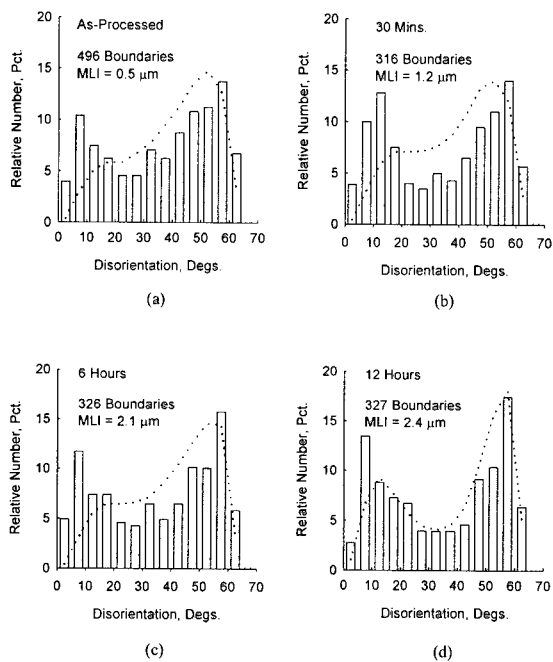 As-Processed
496 Boundaries
MLI = 0.5 µm
Relative Number, Pct.
20
15
10
5
0
0 10 20 30 40 50 60 70
Disorientation, Degs.
(a)
30 Mins.
316 Boundaries
MLI = 1.2 µm
Relative Number, Pct.
20
15
10
5
0
0 10 20 30 40 50 60 70
Disorientation, Degs.
(b)
6 Hours
326 Boundaries
MLI = 2.1 µm
Relative Number, Pct.
20
15
10
5
0
0 10 20 30 40 50 60 70
Disorientation, Degs.
(c)
12 Hours
327 Boundaries
MLI = 2.4 µm
Relative Number, Pct.
20
15
10
5
0
0 10 20 30 40 50 60 70
Disorientation, Degs.
(d)